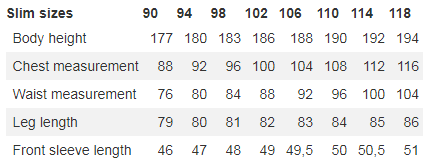 Slim sizes 90 94 98 102 106 110 114 118
Body height 177 180 183 186 188 190 192 194
Chest measurement 88 92 96 100 104 108 112 116
Waist measurement 76 80 84 88 92 96 100 104
Leg length 79 80 81 82 83 84 85 86
Front sleeve length 46 47 48 49 49,5 50 50,5 51